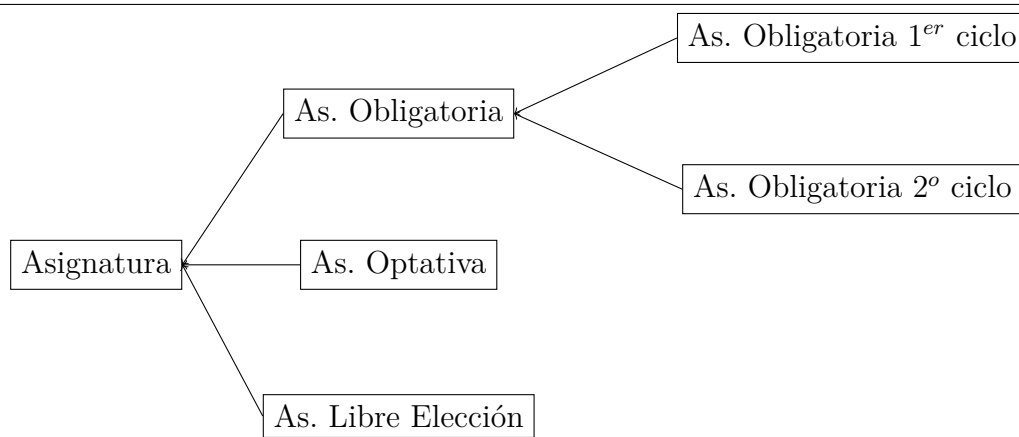 As. Obligatoria 1er ciclo
As. Obligatoria
As. Obligatoria 2o ciclo
Asignatura
As. Optativa
As. Libre Elección